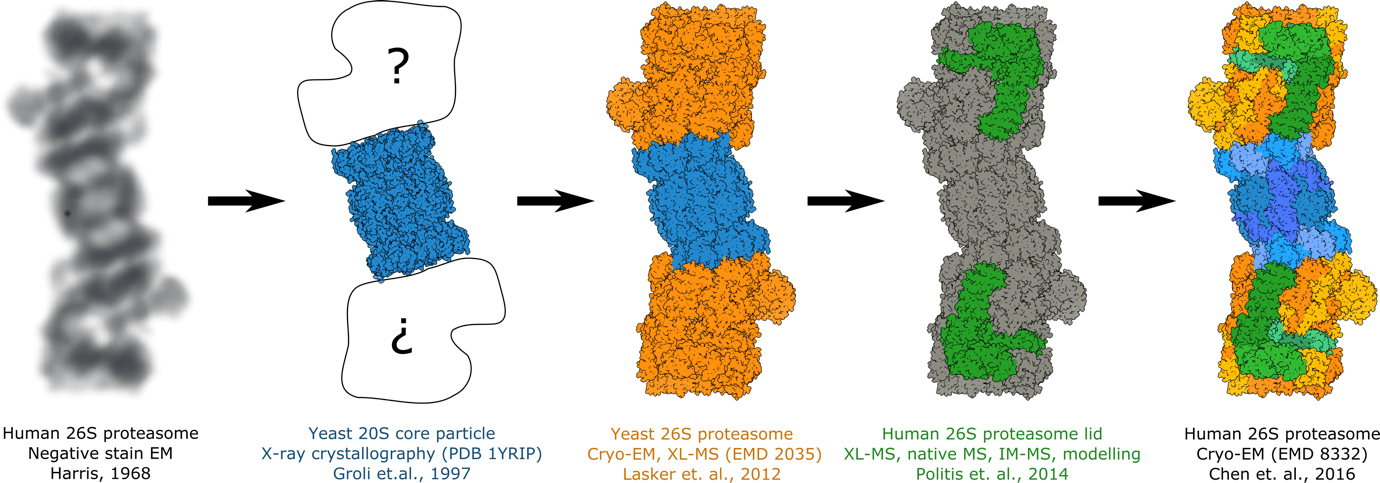 ?
¿
Human 26S proteasome
Negative stain EM
Harris, 1968
Yeast 20S core particle
X-ray crystallography (PDB 1YRIP)
Groli et.al., 1997
Yeast 26S proteasome
Cryo-EM, XL-MS (EMD 2035)
Lasker et. al., 2012
Human 26S proteasome lid
XL-MS, native MS, IM-MS, modelling
Politis et. al., 2014
Human 26S proteasome
Cryo-EM (EMD 8332)
Chen et. al., 2016